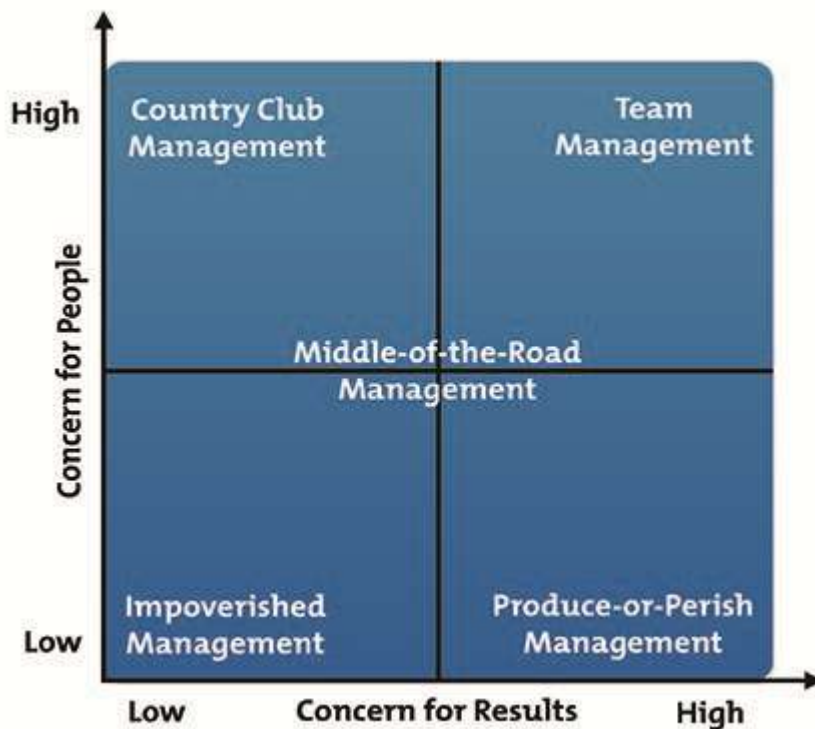 High
Country Club
Management
Team
Management
Concern for People
Middle-of-the-Road
Management
Impoverished
Management
Produce-or-Perish
Management
Low
Low
Concern for Results
High